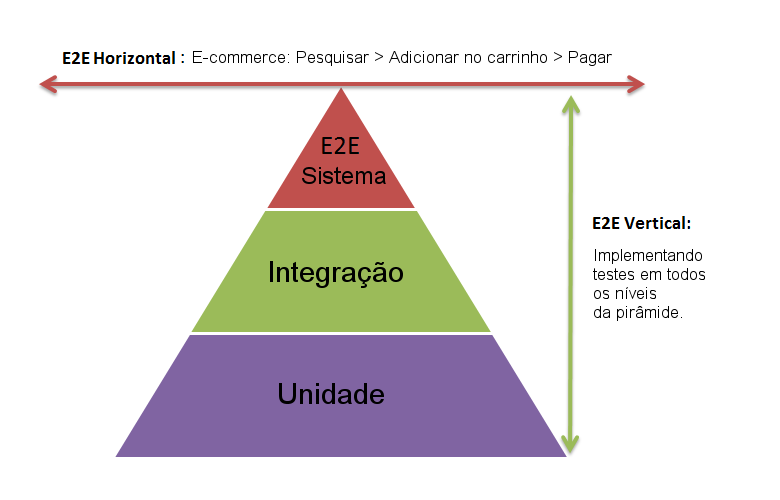 E2E Horizontal : E-commerce: Pesquisar > Adicionar no carrinho > Pagar
E2E
Sistema
Integração
Unidade
E2E Vertical:
Implementando
testes em todos
os níveis
da pirâmide.